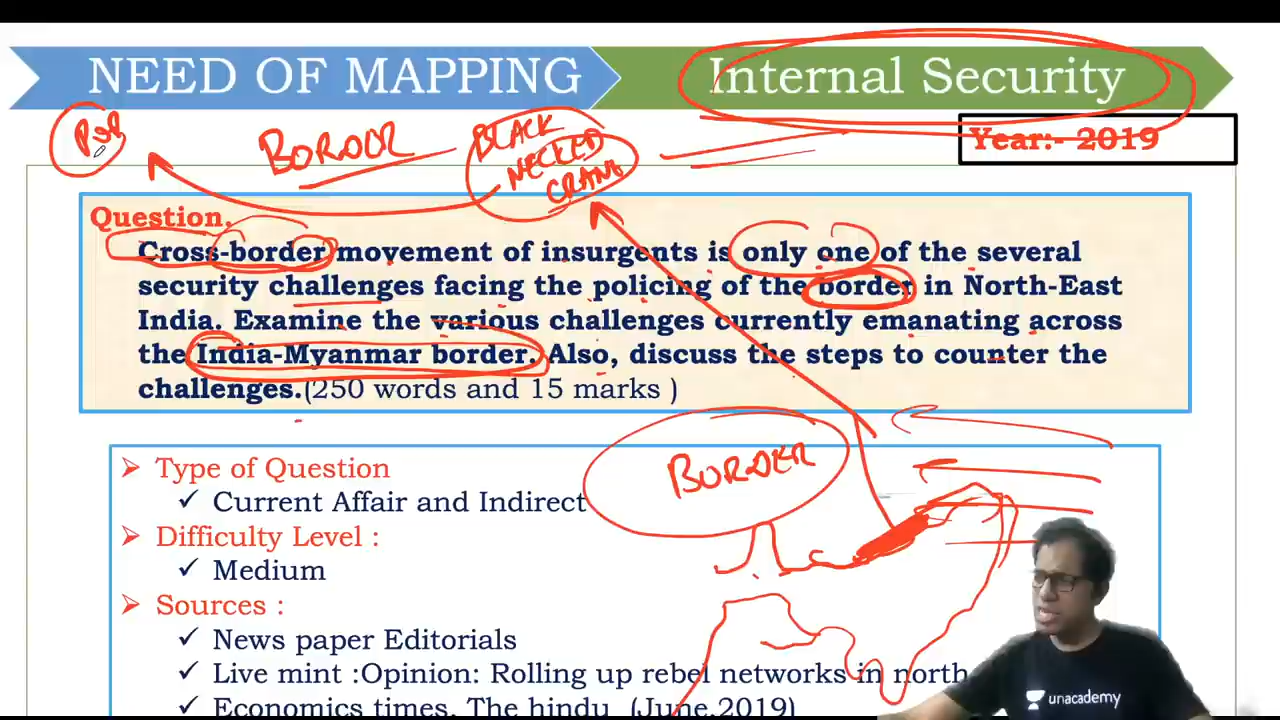 NEED OF MAPPING
Internal Security
Year:- 2019
BORDER
BLACK
NECKED
CRANE
Question.
Cross-border movement of insurgents is only one of the several
security challenges facing the policing of the border in North-East
India. Examine the various challenges currently emanating across
the India-Myanmar border. Also, discuss the steps to counter the
challenges.(250 words and 15 marks )
BORDER
➢ Type of Question
✓ Current Affair and Indirect
➢ Difficulty Level :
✓ Medium
➢ Sources :
✓ News paper Editorials
✓ Live mint :Opinion: Rolling up rebel networks in north
✓ Economics times, The hindu (June,2019)
unacademy